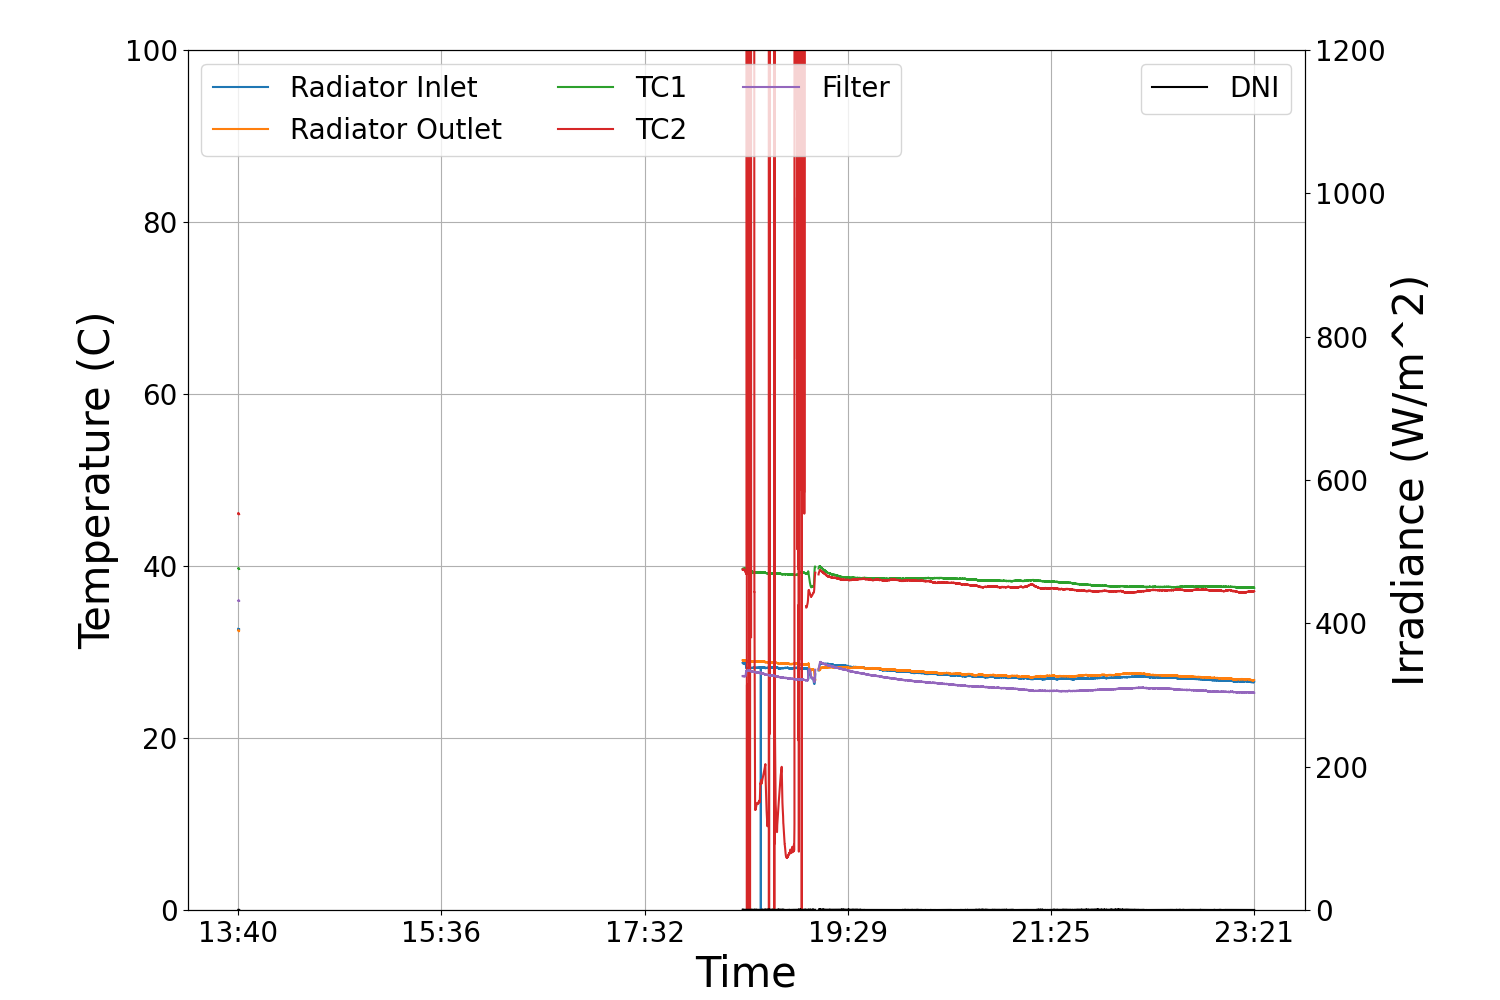 Radiator Inlet
Radiator Outlet
TC1
TC2
Filter
DNI
Temperature (C)
100
80
60
40
20
0
Irradiance (W/m^2)
1200
1000
800
600
400
200
0
13:40 15:36 17:32 19:29 21:25 23:21
Time